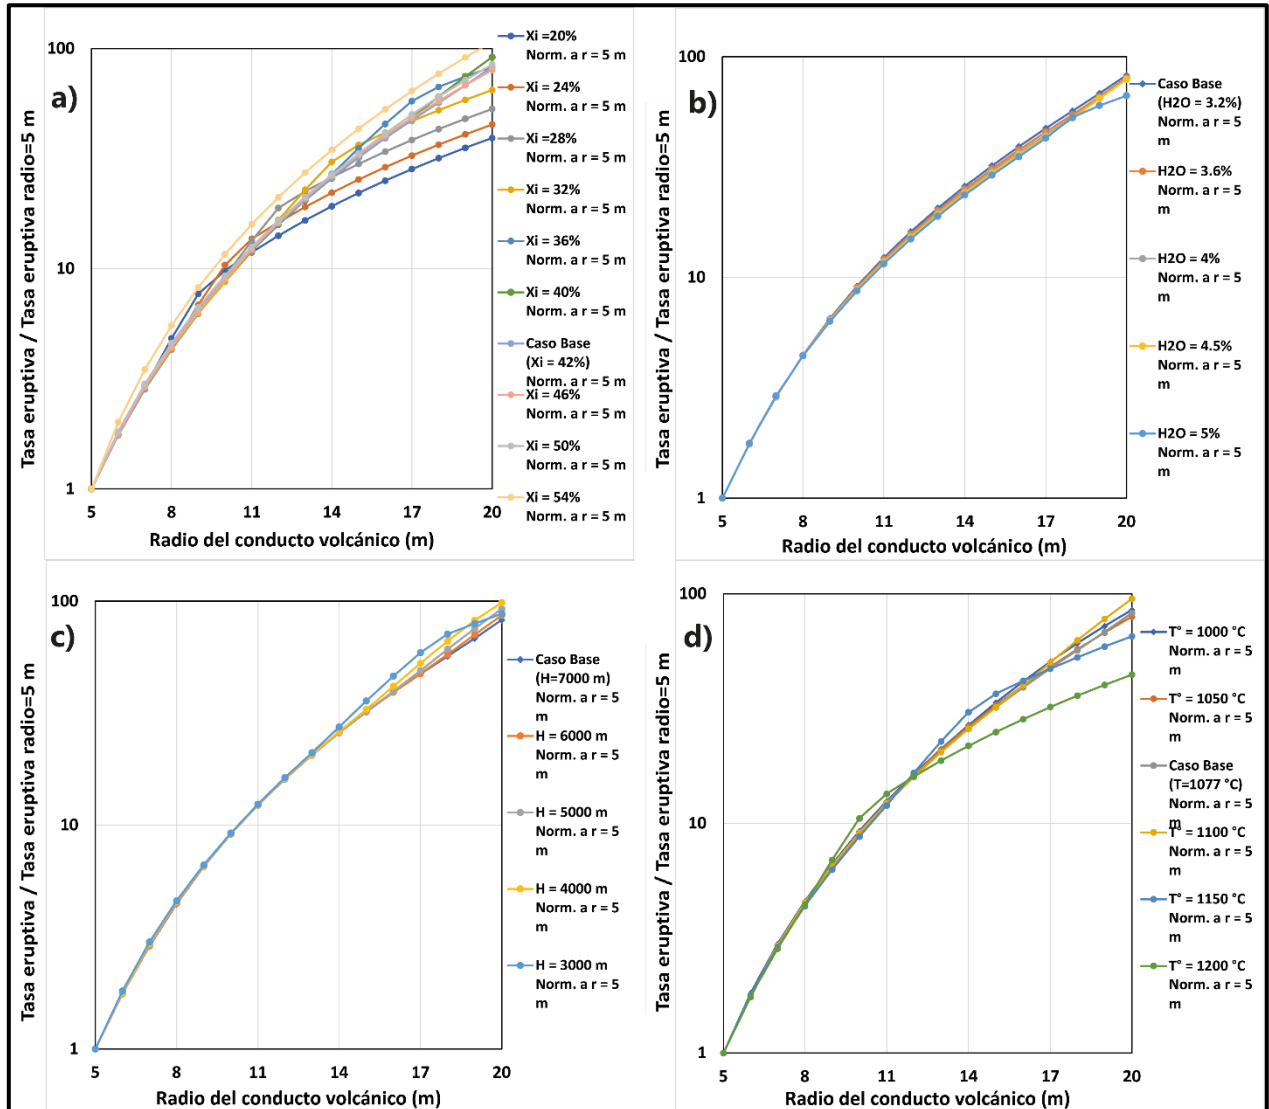 a)
Tasa eruptiva / Tasa eruptiva radio=5 m
100
10
1
5
8
11
14
17
20
Radio del conducto volcánico (m)
Xi =20%
Norm. a r = 5 m
Xi = 24%
Norm. a r = 5 m
Xi =28%
Norm. a r = 5 m
Xi = 32%
Norm. a r = 5 m
Xi = 36%
Norm. a r = 5 m
Xi = 40%
Norm. a r = 5 m
Caso Base
(Xi = 42%)
Norm. a r = 5 m
Xi = 46%
Norm. a r = 5 m
Xi = 50%
Norm. a r = 5 m
Xi = 54%
Norm. a r = 5 m
b)
Tasa eruptiva / Tasa eruptiva radio=5 m
100
10
1
5
8
11
14
17
20
Radio del conducto volcánico (m)
Caso Base
(H2O = 3.2%)
Norm. a r = 5
m
H2O = 3.6%
Norm. a r = 5
m
H2O = 4%
Norm. a r = 5
m
H2O = 4.5%
Norm. a r = 5
m
H2O = 5%
Norm. a r = 5
m
c)
Tasa eruptiva / Tasa eruptiva radio=5 m
100
10
1
5
8
11
14
17
20
Radio del conducto volcánico (m)
Caso Base
(H=7000 m)
Norm. a r = 5
m
H = 6000 m
Norm. a r = 5
m
H = 5000 m
Norm. a r = 5
m
H = 4000 m
Norm. a r = 5
m
H = 3000 m
Norm. a r = 5
m
d)
Tasa eruptiva / Tasa eruptiva radio=5 m
100
10
1
5
8
11
14
17
20
Radio del conducto volcánico (m)
T° = 1000 °C
Norm. a r = 5
m
T° = 1050 °C
Norm. a r = 5
m
Caso Base
(T=1077 °C)
Norm. a r = 5
m
T° = 1100 °C
Norm. a r = 5
m
T° = 1150 °C
Norm. a r = 5
m
T° = 1200 °C
Norm. a r = 5
m